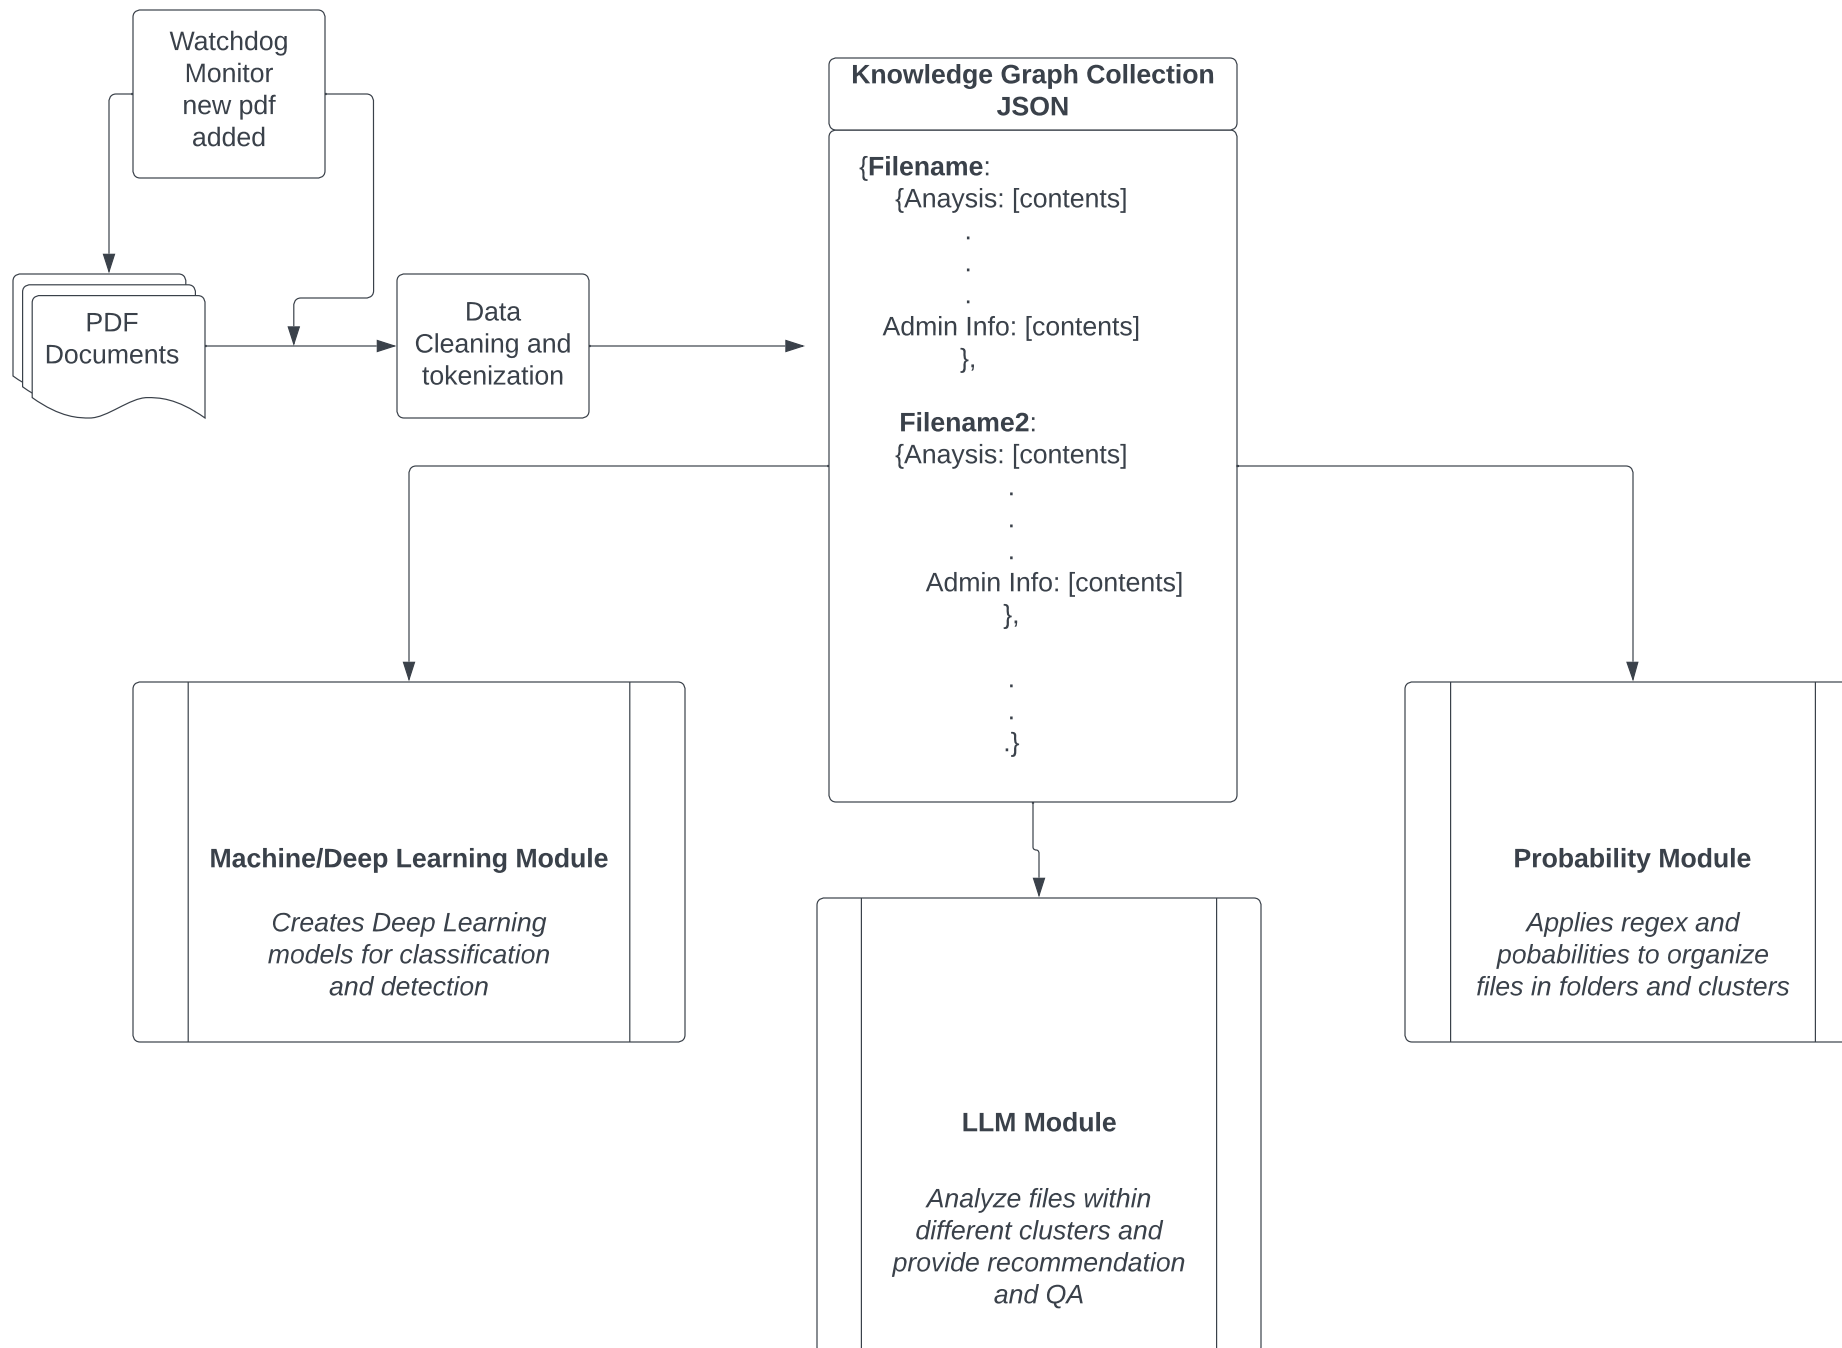 Watchdog
Monitor
new pdf
added
Knowledge Graph Collection
JSON
{Filename:
{Anaysis: [contents]
.
.
.
Admin Info: [contents]
},
Filename2:
{Anaysis: [contents]
.
.
.
Admin Info: [contents]
},
.
.
.}
PDF
Documents
Data
Cleaning and
tokenization
Machine/Deep Learning Module
Creates Deep Learning
models for classification
and detection
LLM Module
Analyze files within
different clusters and
provide recommendation
and QA
Probability Module
Applies regex and
pobabilities to organize
files in folders and clusters